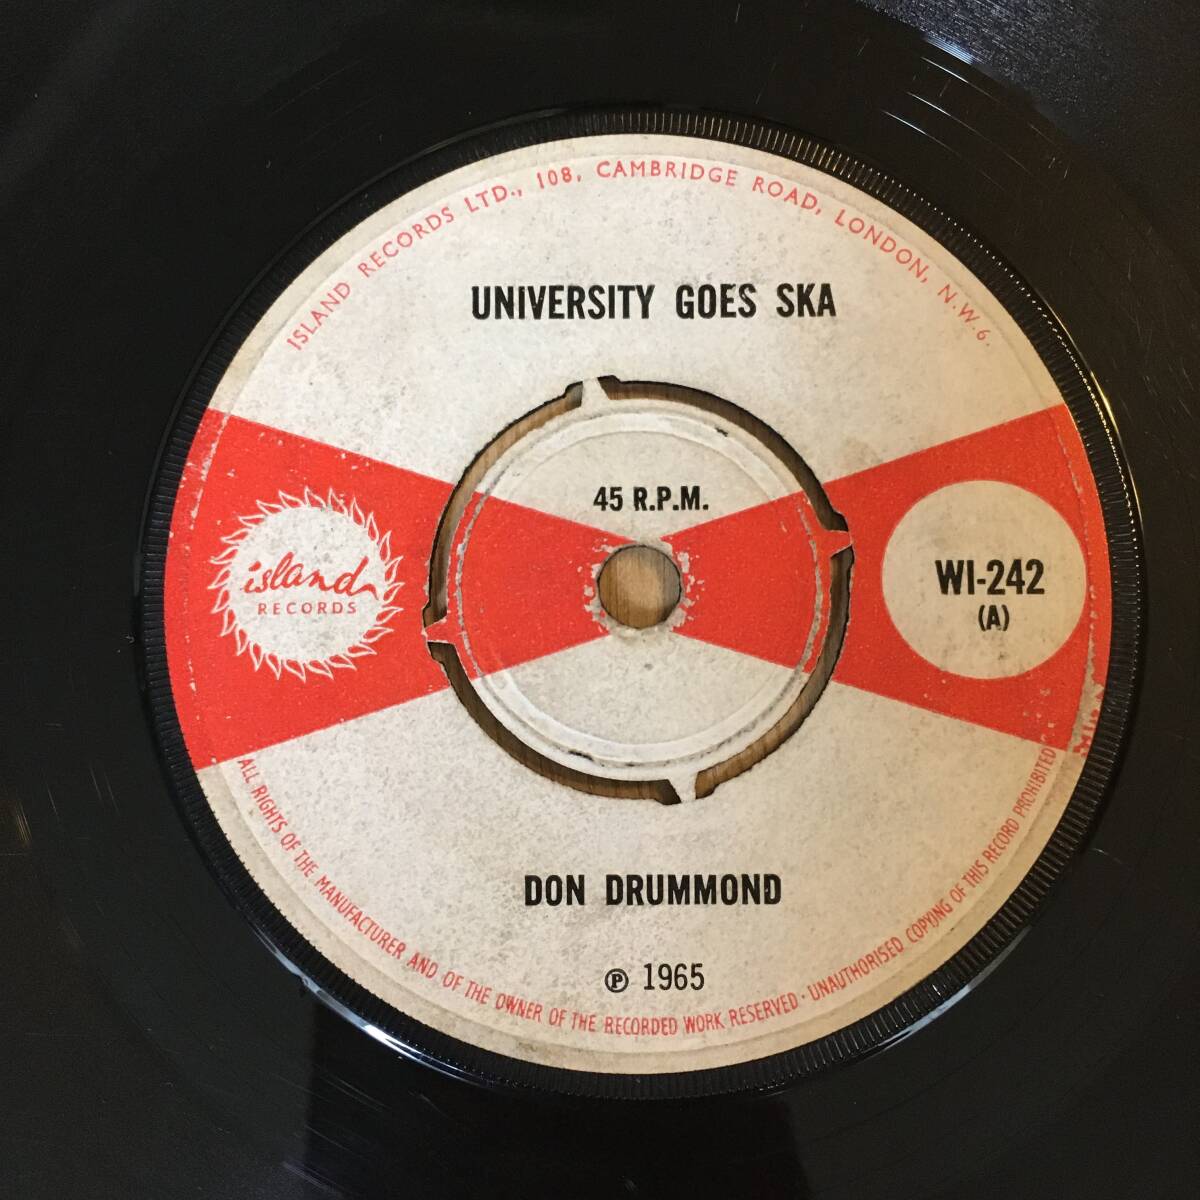 ISLAND RECORDS LTD., 108, CAMBRIDGE ROAD, LONDON, N.W.6.
UNIVERSITY GOES SKA
45 R.P.M.
island
RECORDS
WI-242
(A)
DON DRUMMOND
℗ 1965
ALL RIGHTS OF THE MANUFACTURER AND OF THE OWNER OF THE RECORDED WORK RESERVED · UNAUTHORISED COPYING OF THIS RECORD PROHIBITED